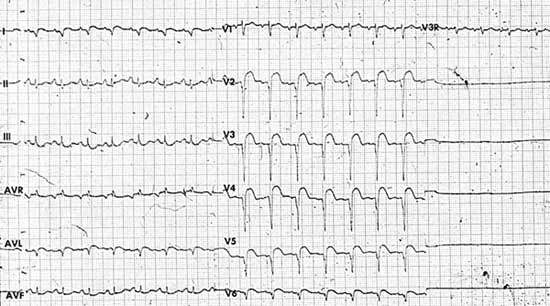 I V1 V3R
II V2
III V3
AVR V4
AVL V5
AVF V6